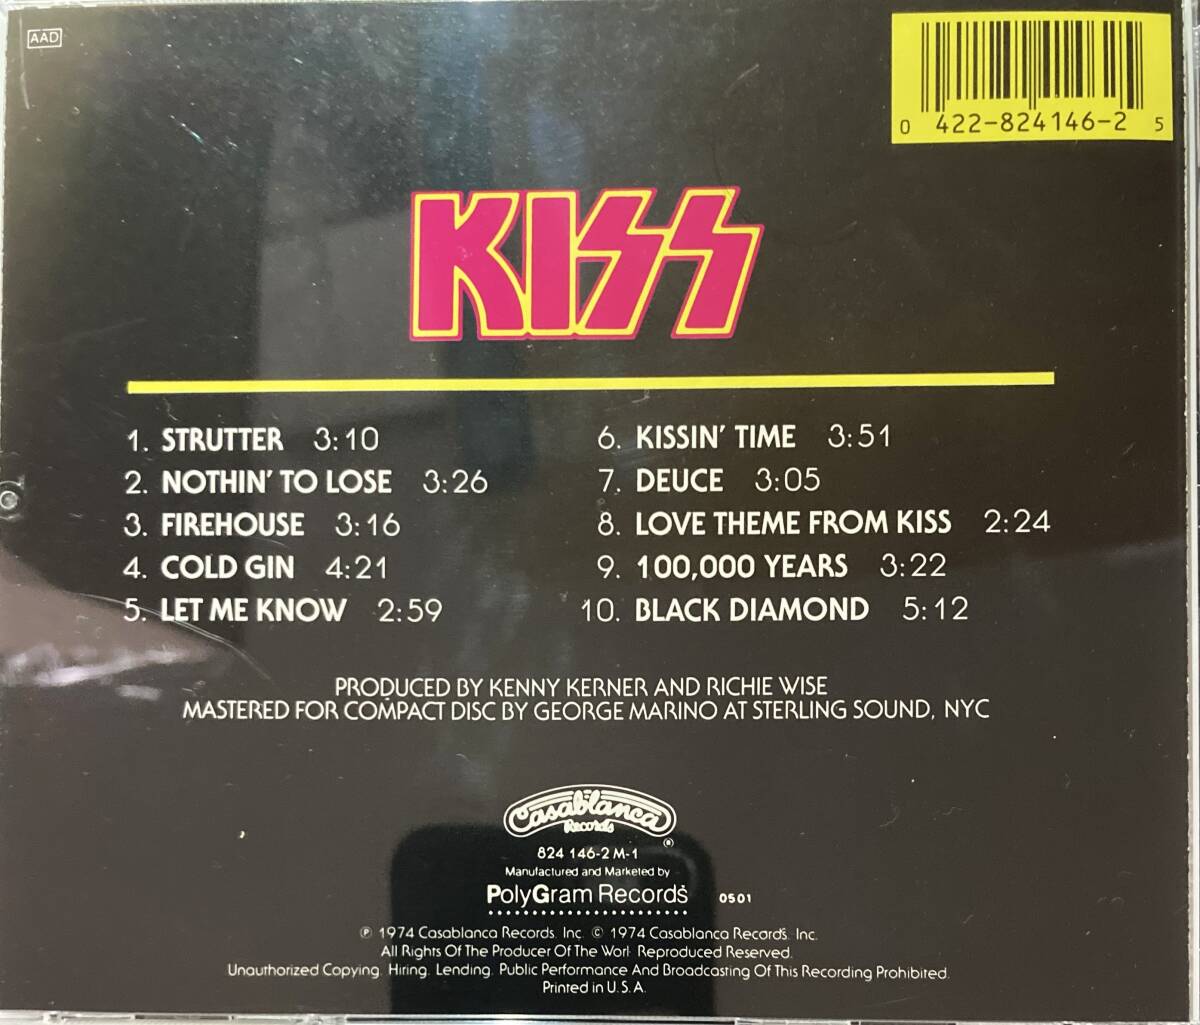 AAD
0 422-824146-2 5
KISS
1. STRUTTER 3:10
2. NOTHIN' TO LOSE 3:26
3. FIREHOUSE 3:16
4. COLD GIN 4:21
5. LET ME KNOW 2:59
6. KISSIN' TIME 3:51
7. DEUCE 3:05
8. LOVE THEME FROM KISS 2:24
9. 100,000 YEARS 3:22
10. BLACK DIAMOND 5:12
PRODUCED BY KENNY KERNER AND RICHIE WISE
MASTERED FOR COMPACT DISC BY GEORGE MARINO AT STERLING SOUND, NYC
Casablanca
Records
®
824 146-2 M-1
Manufactured and Marketed by
PolyGram Records
0501
℗ 1974 Casablanca Records, Inc. © 1974 Casablanca Records, Inc.
All Rights Of The Producer Of The Work Reproduced Reserved.
Unauthorized Copying, Hiring, Lending, Public Performance And Broadcasting Of This Recording Prohibited.
Printed in U.S.A.